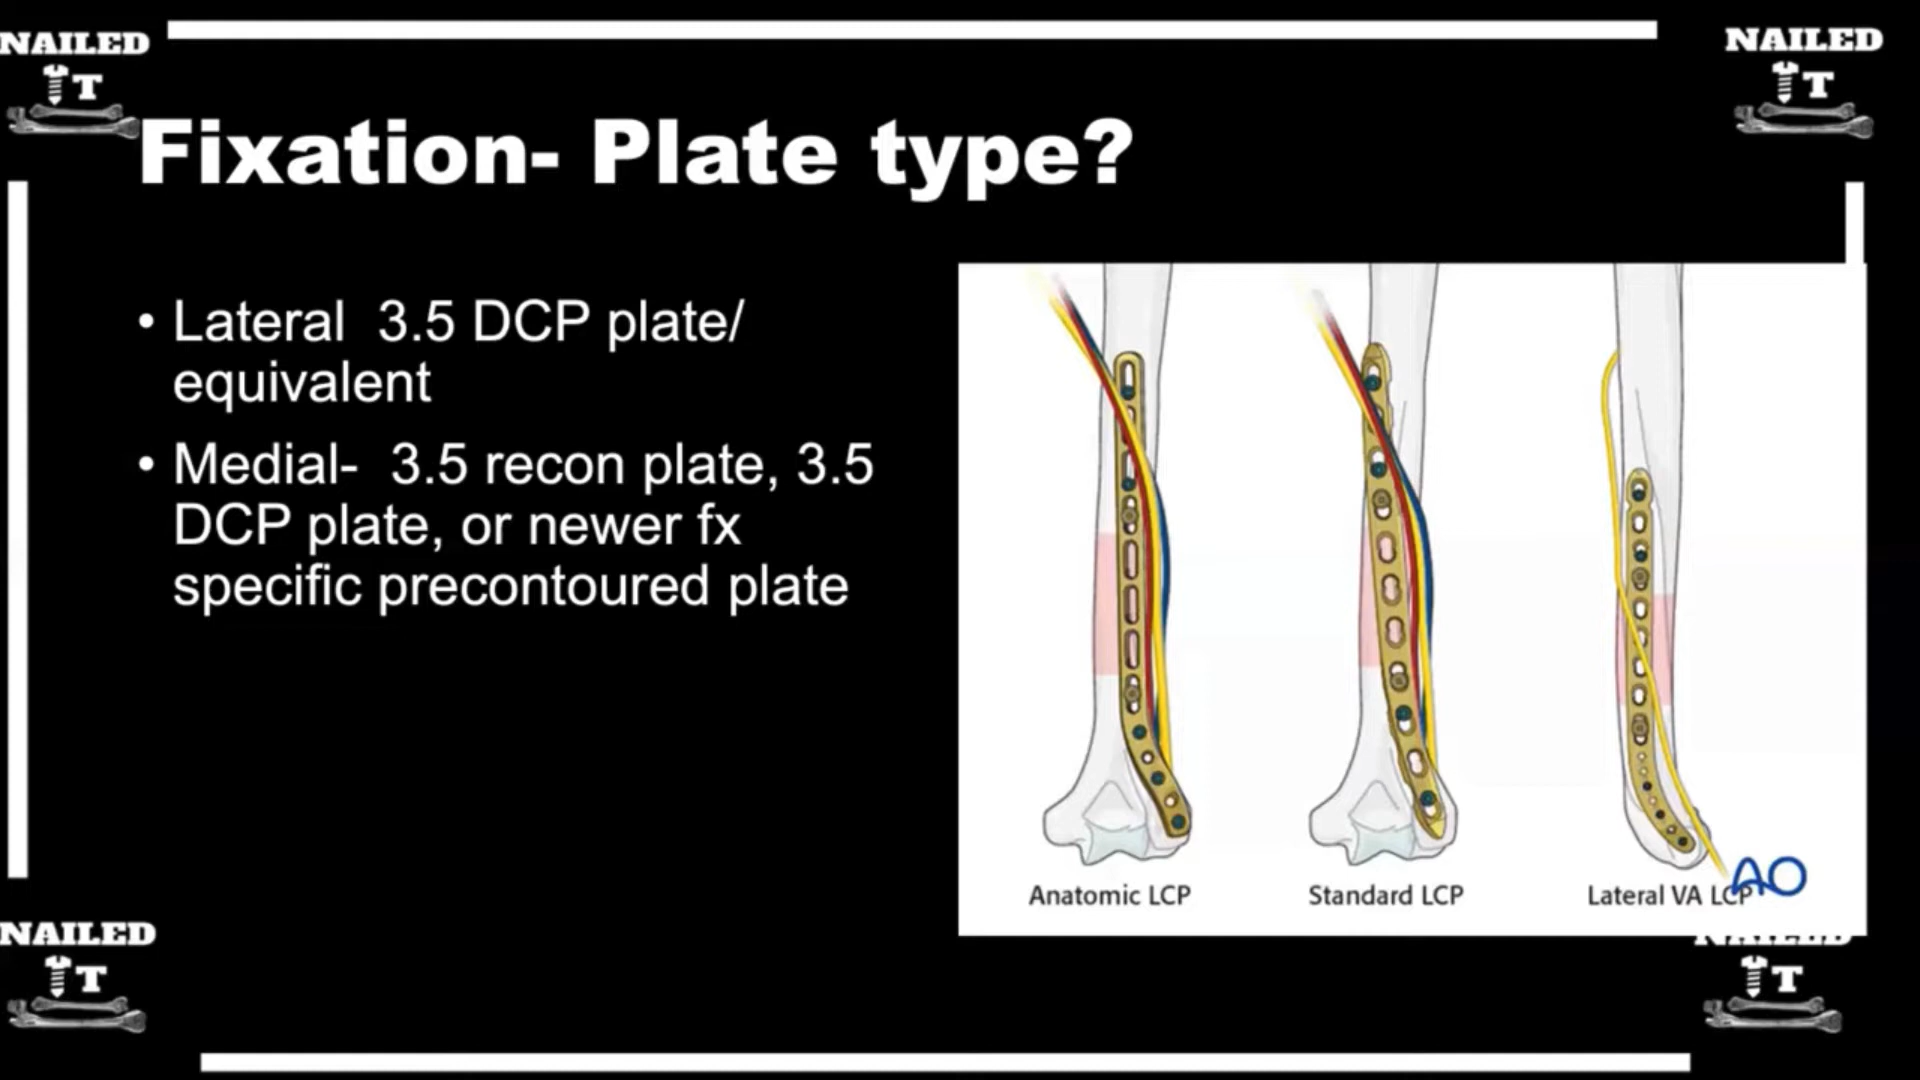 NAILED
IT
NAILED
IT
Fixation- Plate type?
• Lateral 3.5 DCP plate/
equivalent
• Medial- 3.5 recon plate, 3.5
DCP plate, or newer fx
specific precontoured plate
Anatomic LCP
Standard LCP
Lateral VA LCP
AO
NAILED
IT
NAILED
IT